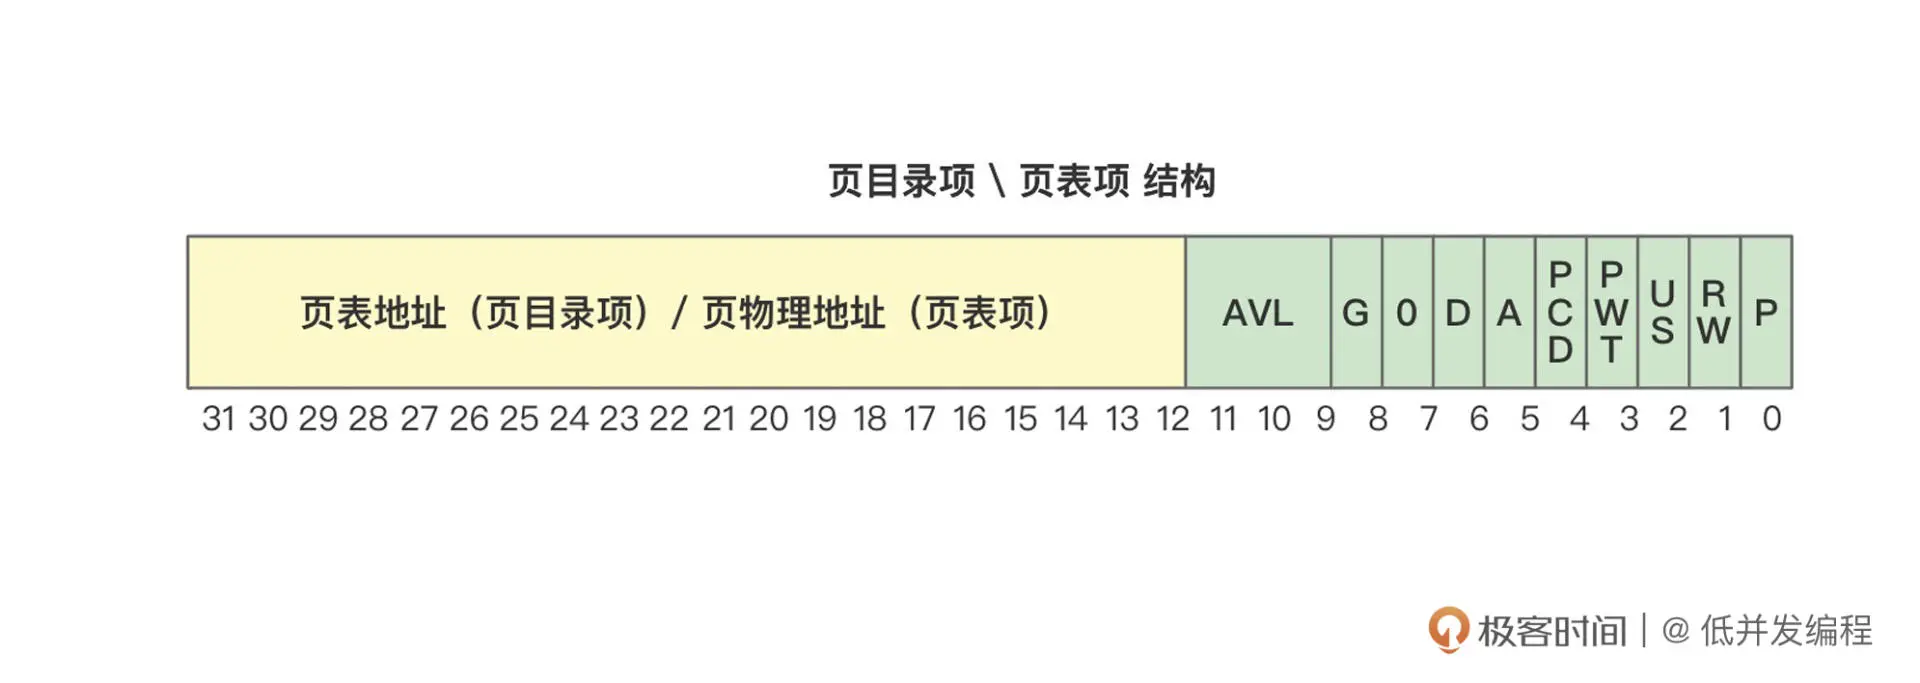 页目录项 \ 页表项 结构
页表地址（页目录项）/ 页物理地址（页表项） AVL G 0 D A PCD PWT US RW P
31 30 29 28 27 26 25 24 23 22 21 20 19 18 17 16 15 14 13 12 11 10 9 8 7 6 5 4 3 2 1 0
极客时间 | @ 低并发编程